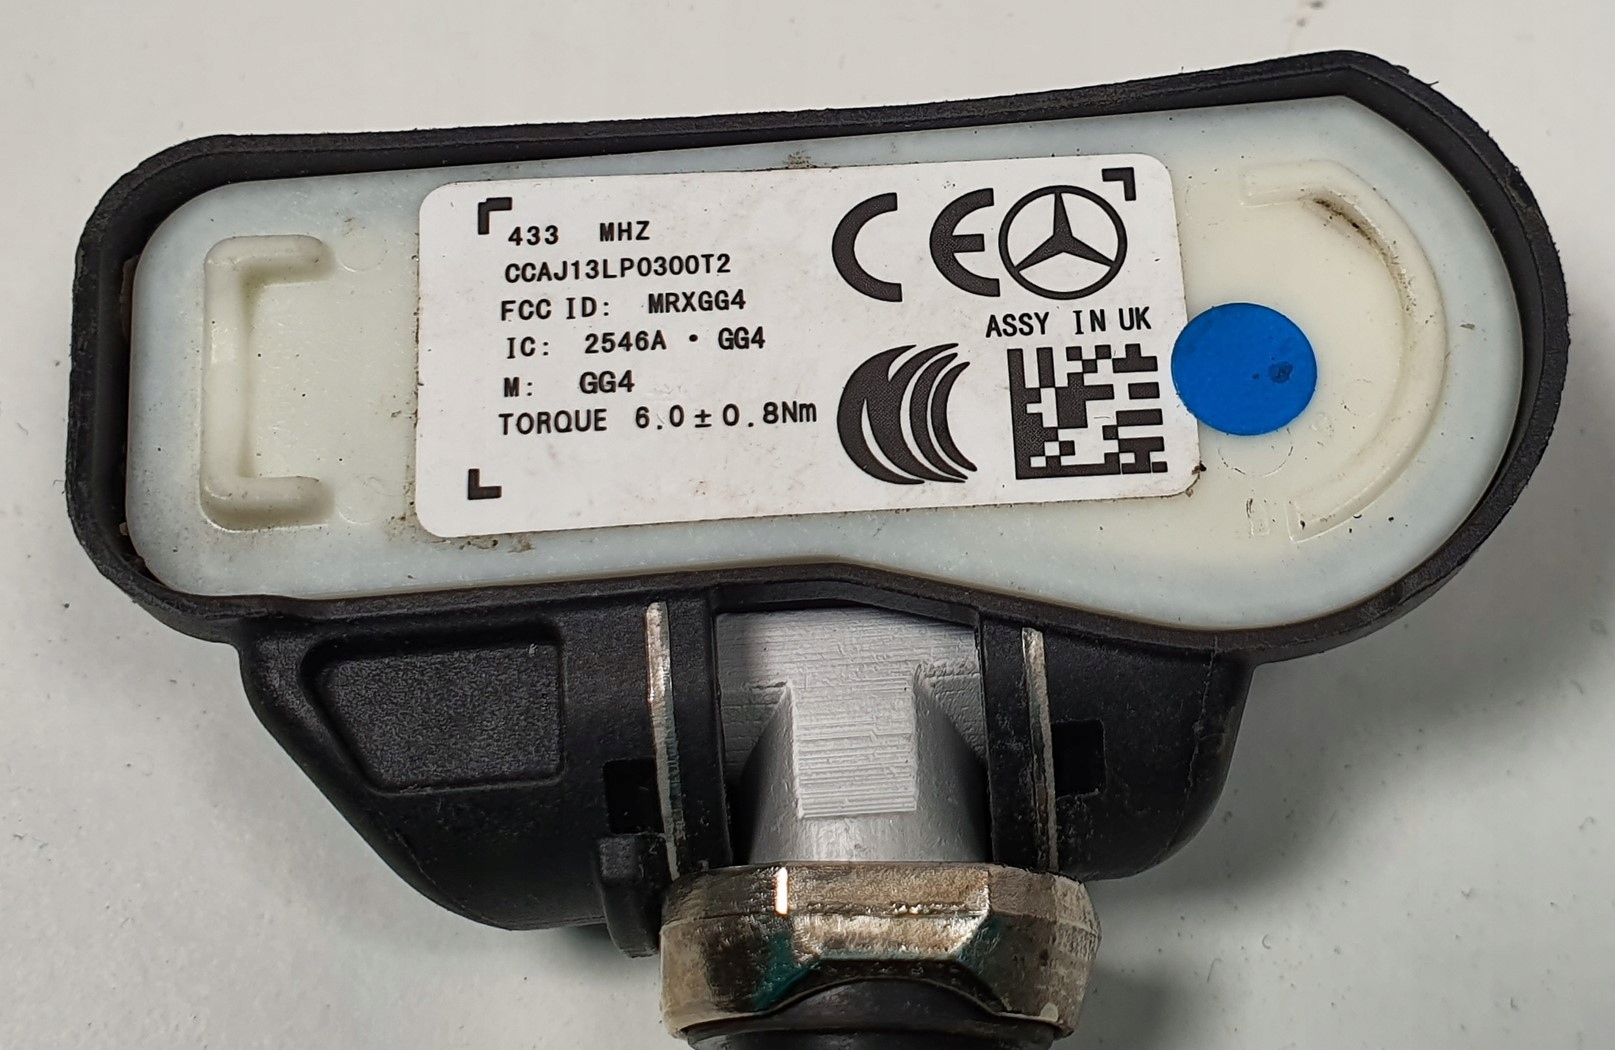 433 MHZ
CCAJ13LP0300T2
FCC ID: MRXGG4
IC: 2546A • GG4
M: GG4
TORQUE 6.0 ± 0.8Nm
CE
ASSY IN UK